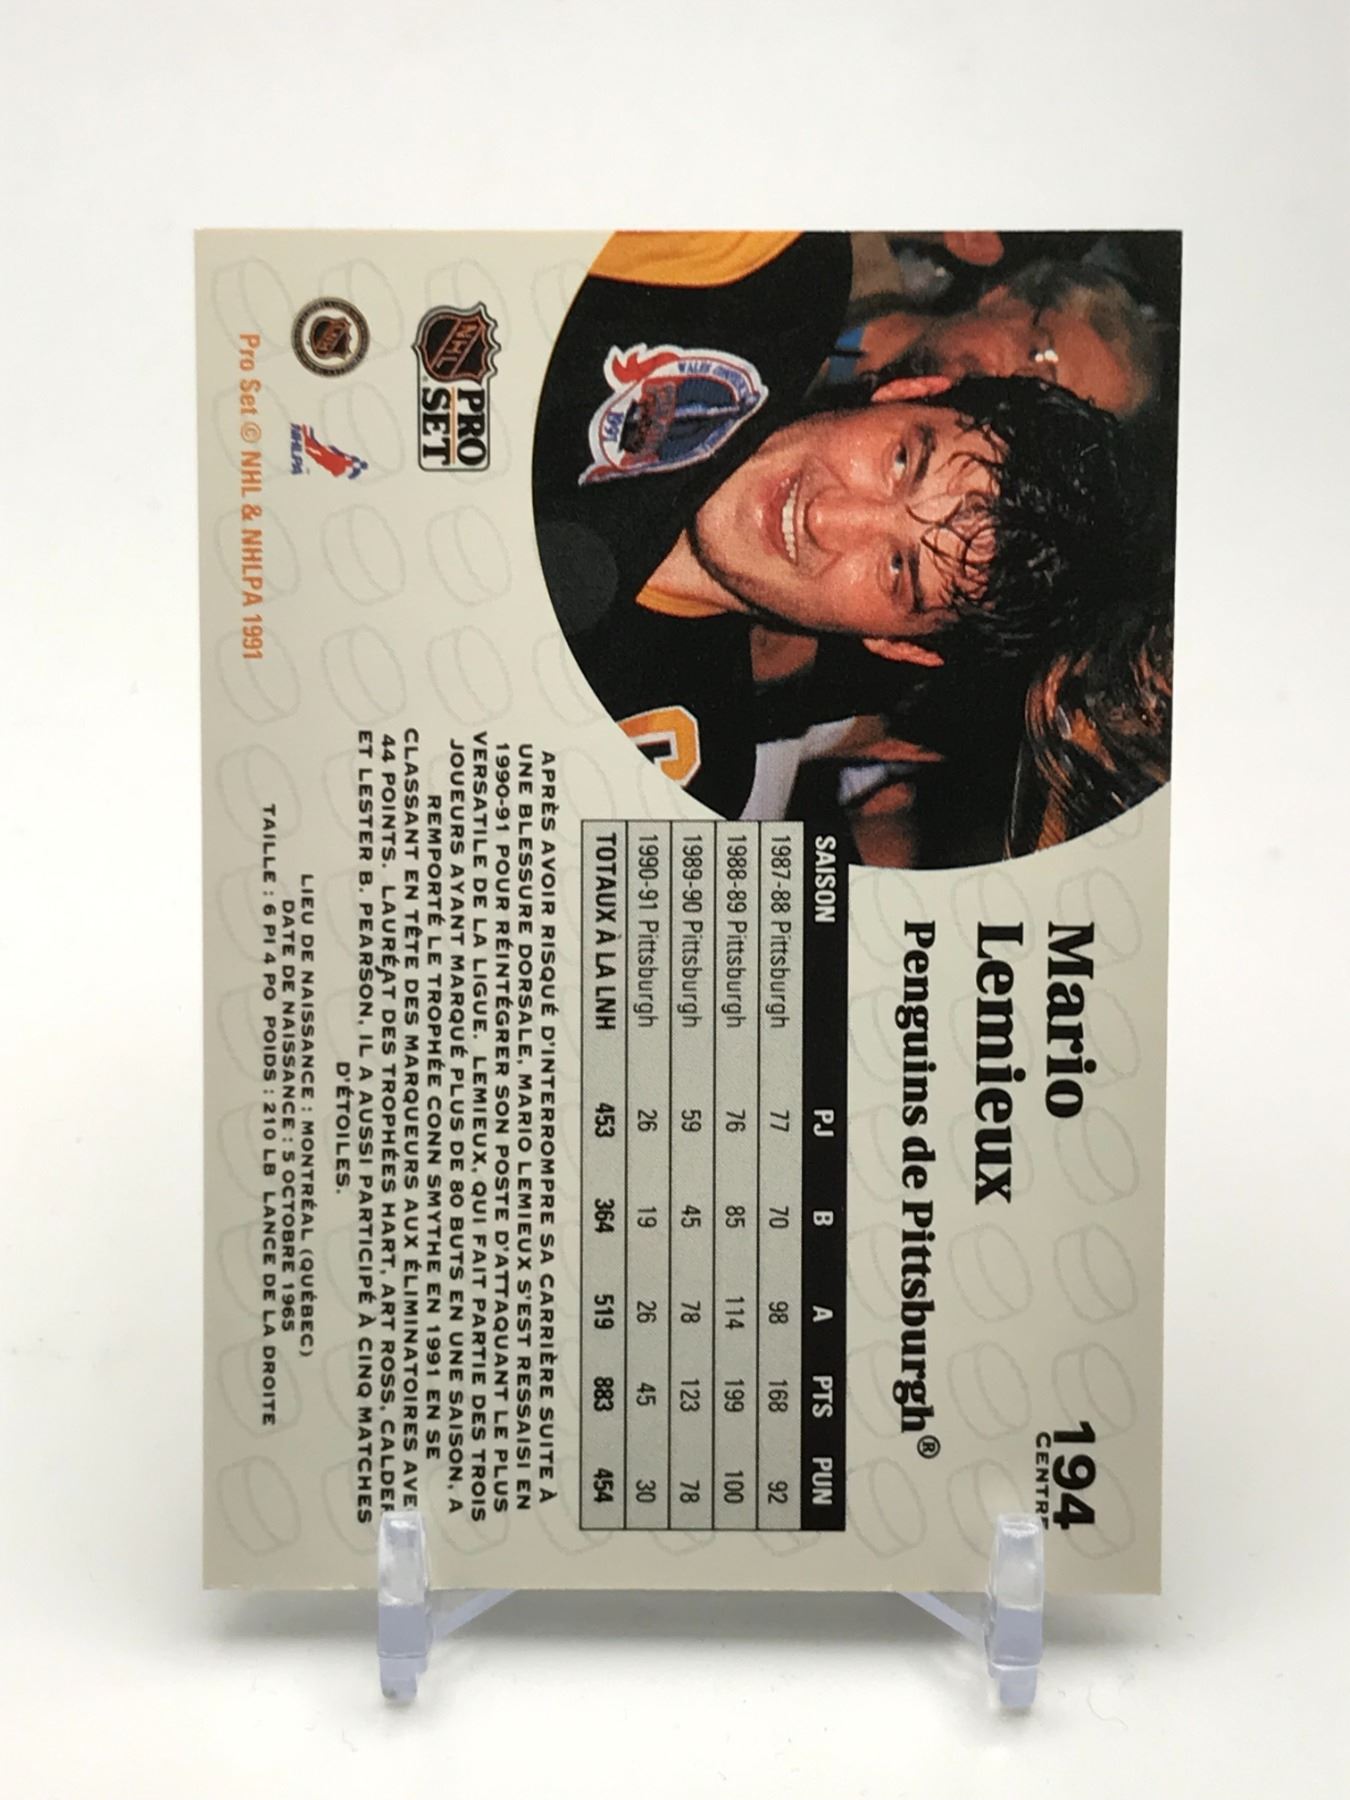 194
CENTRE
Mario
Lemieux
Penguins de Pittsburgh®
SAISON PJ B A PTS PUN
1987-88 Pittsburgh 77 70 98 168 92
1988-89 Pittsburgh 76 85 114 199 100
1989-90 Pittsburgh 59 45 78 123 78
1990-91 Pittsburgh 26 19 26 45 30
TOTAUX À LA LNH 453 364 519 883 454
APRÈS AVOIR RISQUÉ D'INTERROMPRE SA CARRIÈRE SUITE À
UNE BLESSURE DORSALE, MARIO LEMIEUX S'EST RESSAISI EN
1990-91 POUR RÉINTÉGRER SON POSTE D'ATTAQUANT LE PLUS
VERSATILE DE LA LIGUE. LEMIEUX, QUI FAIT PARTIE DES TROIS
JOUEURS AYANT MARQUÉ PLUS DE 80 BUTS EN UNE SAISON, A
REMPORTÉ LE TROPHÉE CONN SMYTHE EN 1991 EN SE
CLASSANT EN TÊTE DES MARQUEURS AUX ÉLIMINATOIRES AVE
44 POINTS. LAURÉAT DES TROPHÉES HART, ART ROSS, CALDER
ET LESTER B. PEARSON, IL A AUSSI PARTICIPÉ À CINQ MATCHES
D'ÉTOILES.
LIEU DE NAISSANCE : MONTRÉAL (QUÉBEC)
DATE DE NAISSANCE : 5 OCTOBRE 1965
TAILLE : 6 PI 4 PO POIDS : 210 LB LANCE DE LA DROITE
WALES CONFERENCE
1991
C
NHL
PRO
SET
NHL
NHLPA
Pro Set © NHL & NHLPA 1991